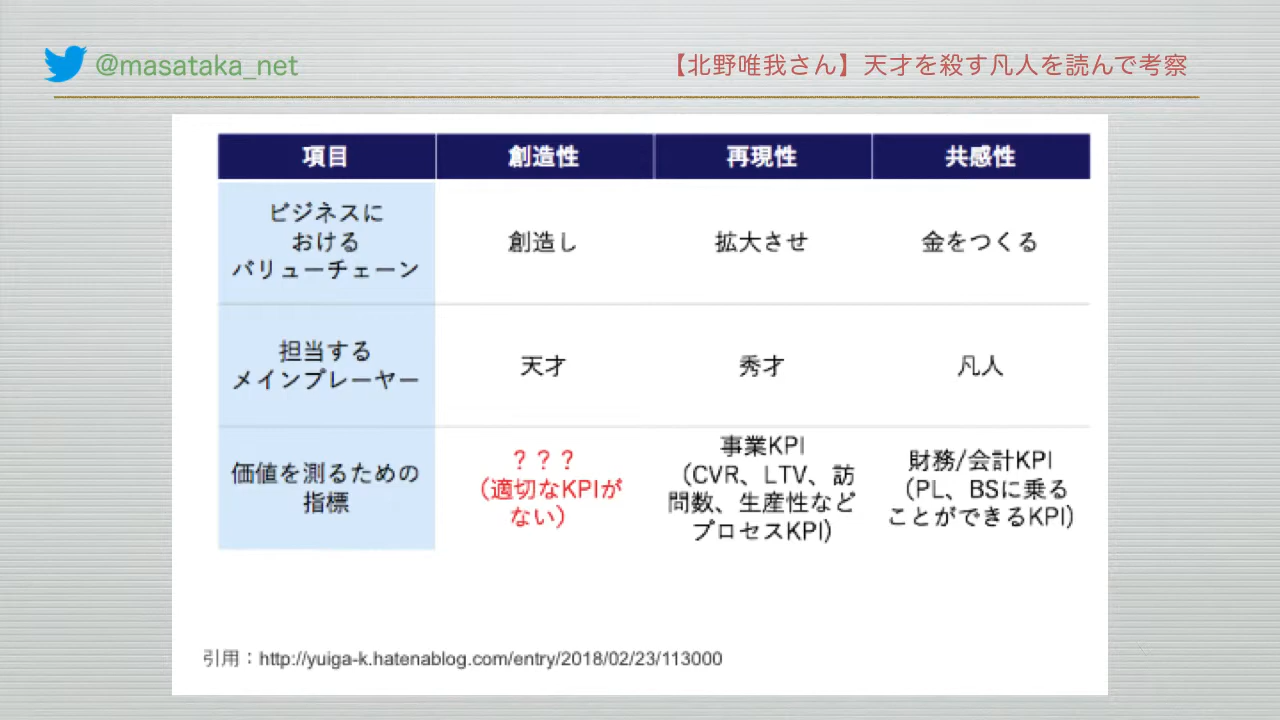 @masataka_net
【北野唯我さん】天才を殺す凡人を読んで考察
項目 創造性 再現性 共感性
ビジネスに
おける
バリューチェーン
創造し
拡大させ
金をつくる
担当する
メインプレーヤー
天才
秀才
凡人
価値を測るための
指標
？？？
（適切なKPIが
ない）
事業KPI
（CVR、LTV、訪
問数、生産性など
プロセスKPI）
財務/会計KPI
（PL、BSに乗る
ことができるKPI）
引用：http://yuiga-k.hatenablog.com/entry/2018/02/23/113000